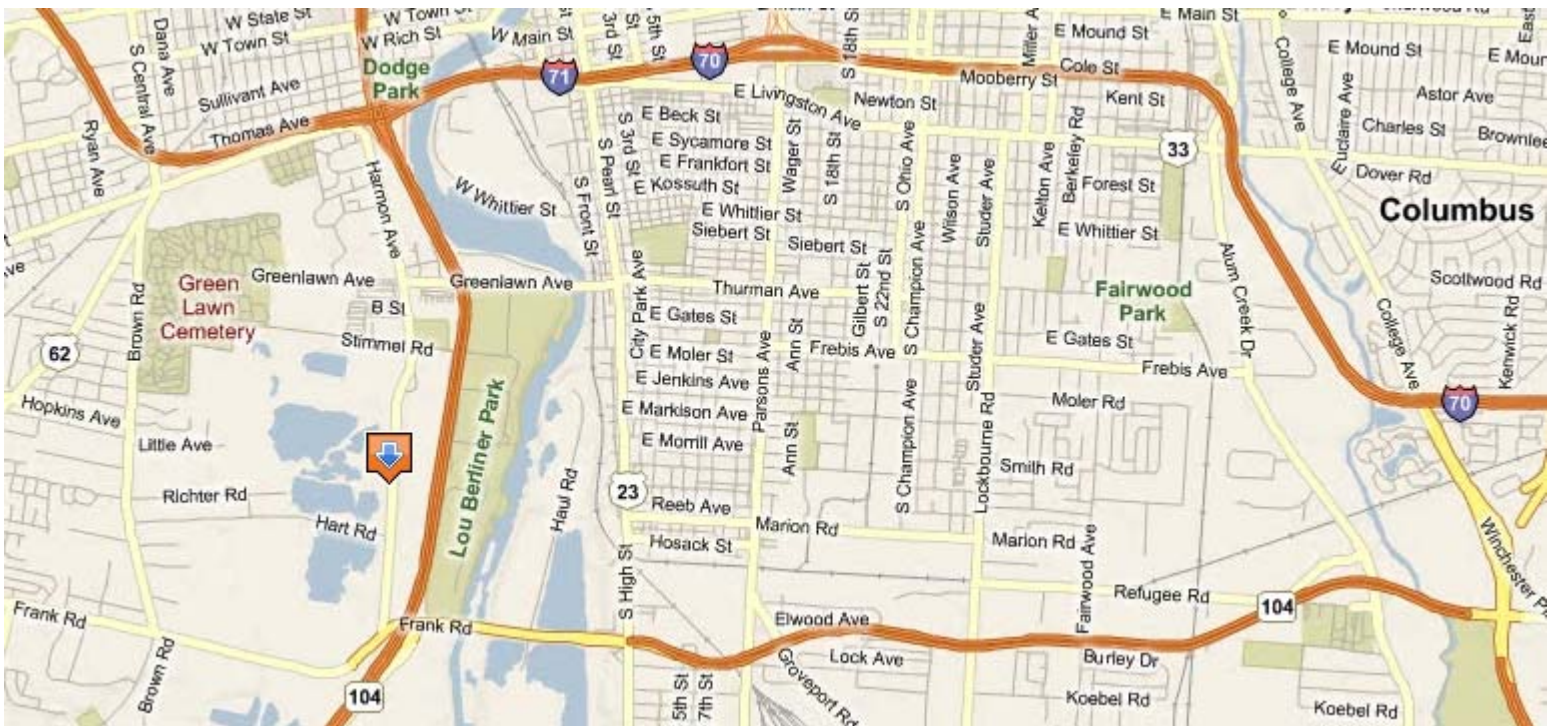 W State St
W Town St
Dana Ave
W Town St
W Rich St
W Main St
3rd St
5th St
S 18th St
Miller A
E Mound St
E Main St
College Ave
E Mound St
East
E Moun
S Central Ave
Dodge
Park
71
70
Mooberry St
Cole St
Sullivant Ave
Thomas Ave
Ryan Ave
E Livingston Ave
Newton St
Kent St
Astor Ave
E Beck St
S 3rd St
Charles St
Brownlee
E Euclaire Ave
E Sycamore St
E Frankfort St
E Kossuth St
S Pearl St
Wager St
S 18th St
S Ohio Ave
Wilson Ave
Studer Ave
Kelton Ave
Berkeley Rd
33
Forest St
Dover Rd
Harmon Ave
W Whittier St
S Front St
E Whittier St
Siebert St
Siebert St
E Whittier St
Columbus
Green
Lawn
Cemetery
Greenlawn Ave
Greenlawn Ave
Thurman Ave
Gilbert St
S 22nd St
S Champion Ave
Fairwood
Park
Alum Creek Dr
Scottwood Rd
Kenwick Rd
College Ave
B St
Stimmel Rd
62
Brown Rd
City Park Ave
E Gates St
E Moler St
E Jenkins Ave
E Markison Ave
E Morrill Ave
Parsons Ave
Ann St
Frebis Ave
Studer Ave
E Gates St
Frebis Ave
Moler Rd
70
Hopkins Ave
Little Ave
Richter Rd
Hart Rd
Lou Berliner Park
Haul Rd
23
Ann St
S Champion Ave
Lockbourne Rd
Smith Rd
Reeb Ave
Marion Rd
Marion Rd
Hosack St
S High St
Fairwood Ave
Winchester P
Refugee Rd
104
Frank Rd
Frank Rd
Elwood Ave
Lock Ave
Burley Dr
Brown Rd
104
5th St
7th St
Groveport Rd
Koebel Rd
Koebel Rd